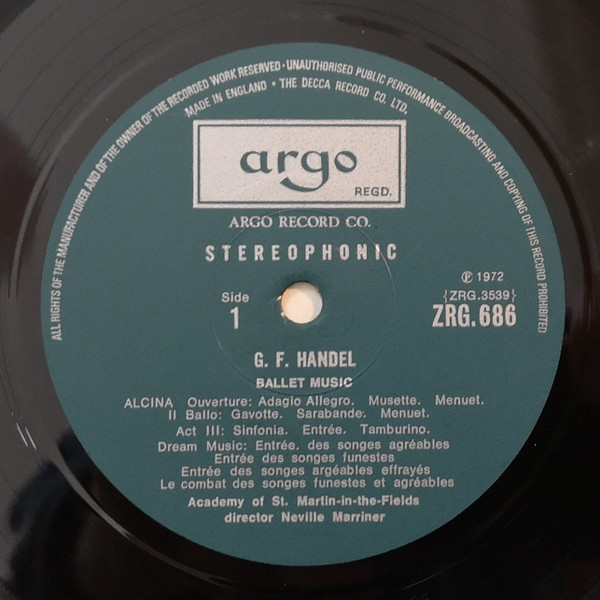 ALL RIGHTS OF THE MANUFACTURER AND OF THE OWNER OF THE RECORDED WORK RESERVED · UNAUTHORISED PUBLIC PERFORMANCE BROADCASTING AND COPYING OF THIS RECORD PROHIBITED
MADE IN ENGLAND · THE DECCA RECORD CO. LTD.
argo
REGD.
ARGO RECORD CO.
STEREOPHONIC
℗ 1972
Side
{ZRG.3539}
1
ZRG.686
G. F. HANDEL
BALLET MUSIC
ALCINA Ouverture: Adagio Allegro. Musette. Menuet.
Il Ballo: Gavotte. Sarabande. Menuet.
Act III: Sinfonia. Entrée. Tamburino.
Dream Music: Entrée, des songes agréables
Entrée des songes funestes
Entrée des songes argéables effrayés
Le combat des songes funestes et agréables
Academy of St. Martin-in-the-Fields
director Neville Marriner